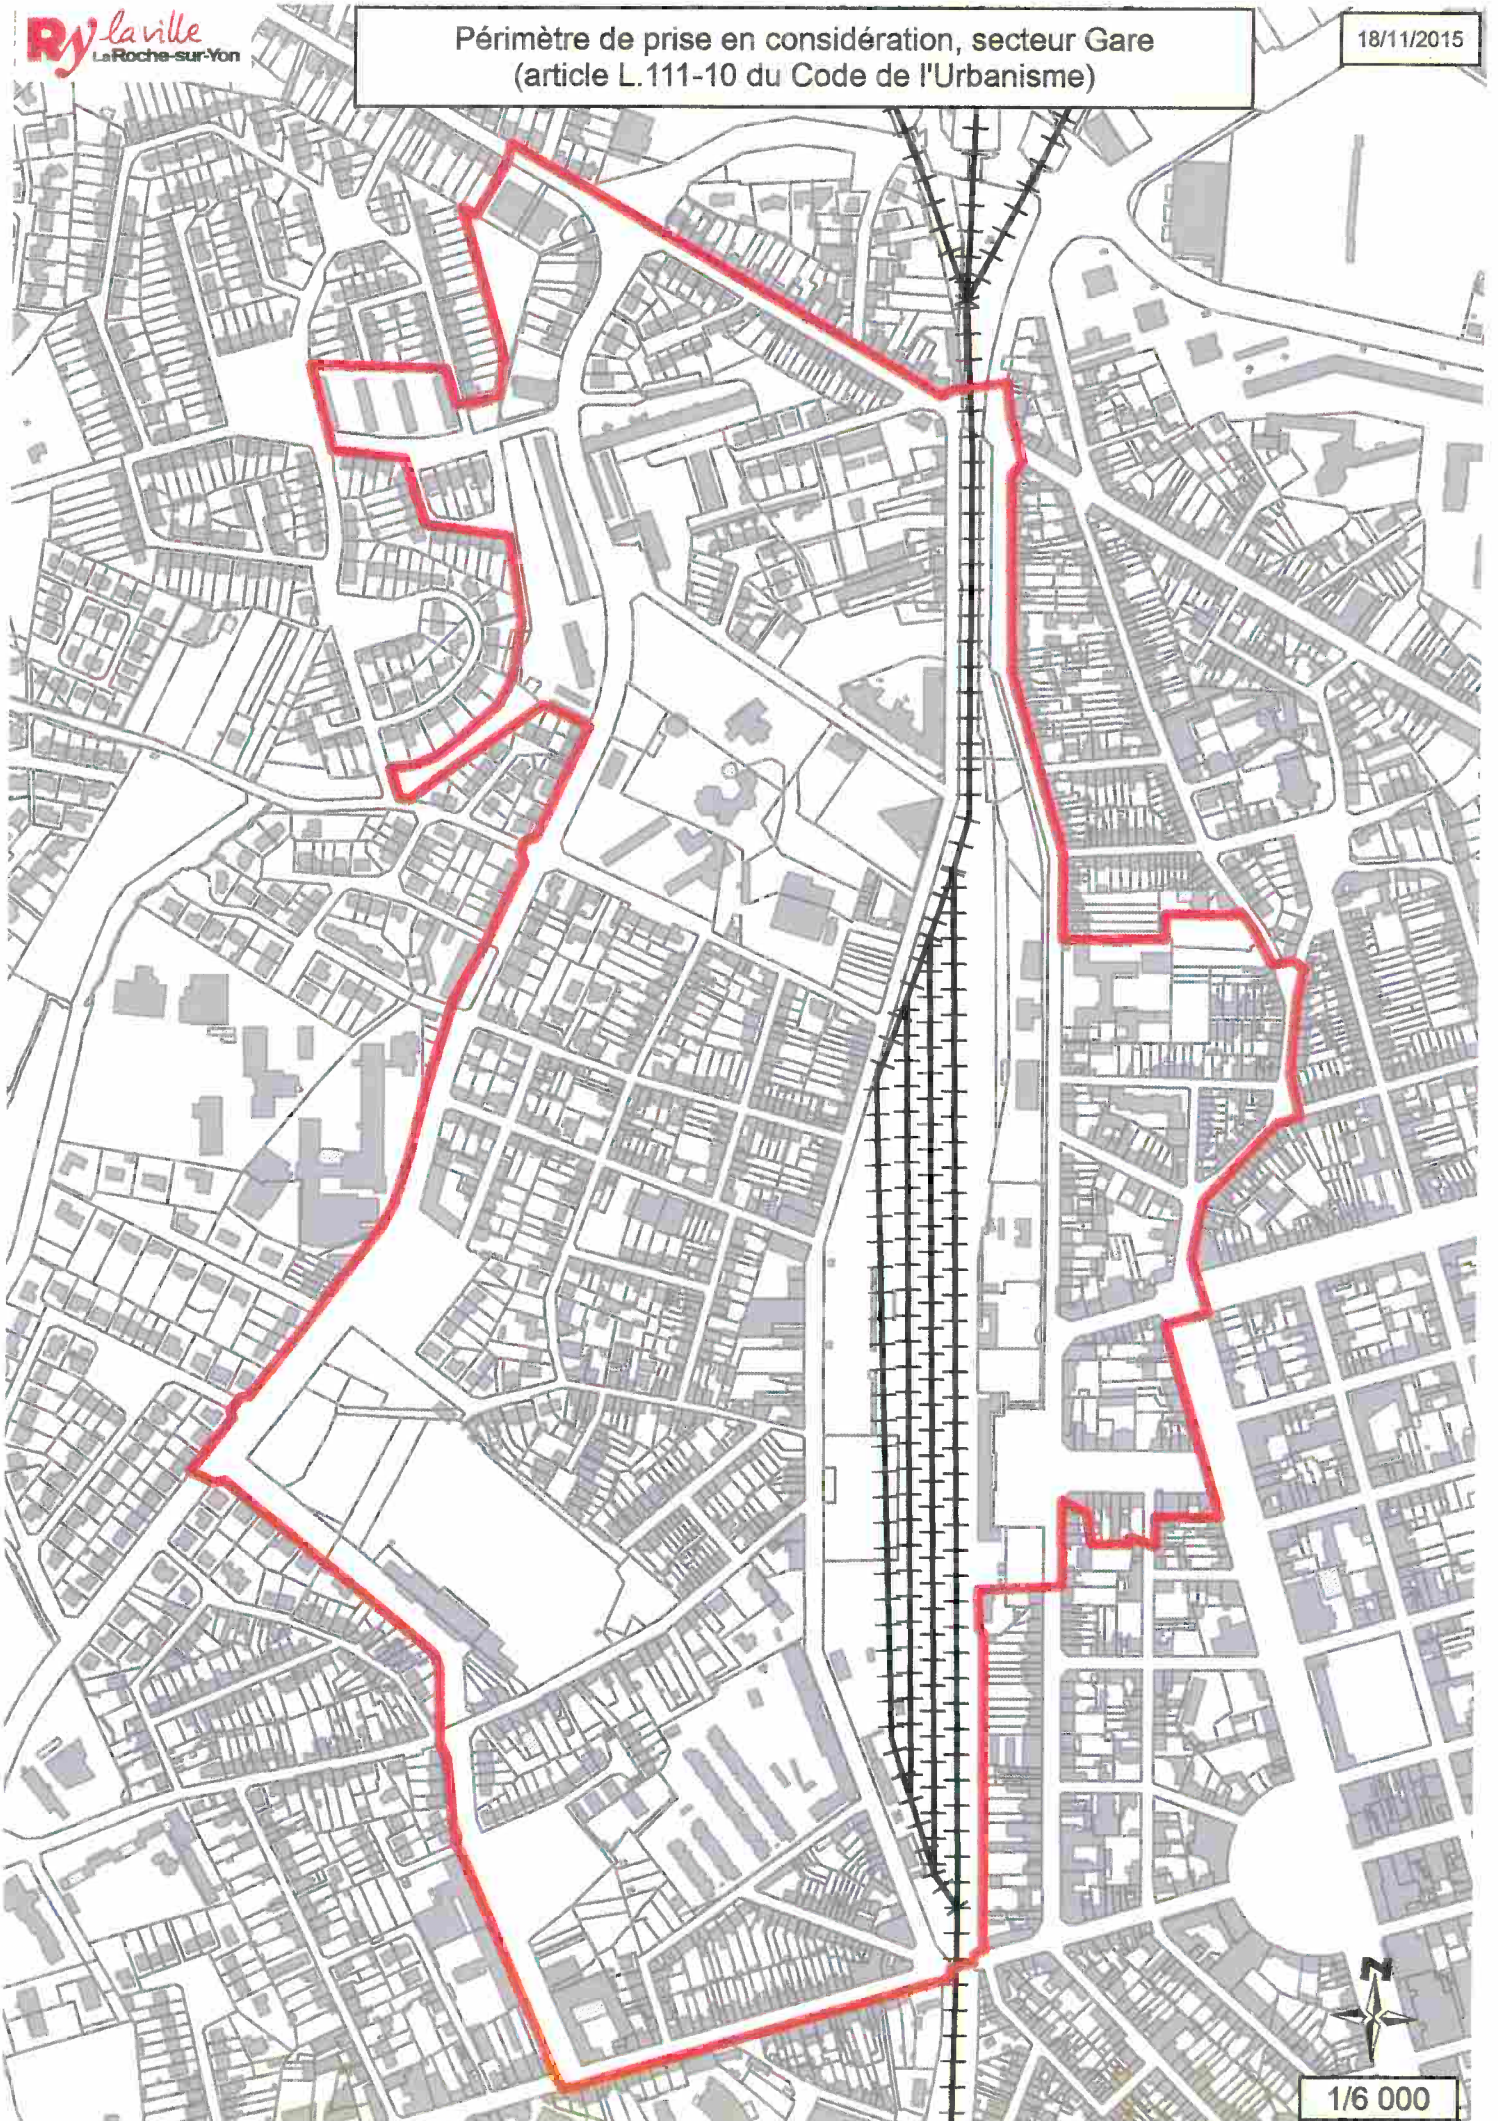 Ry la ville
La Roche-sur-Yon
Périmètre de prise en considération, secteur Gare
(article L.111-10 du Code de l'Urbanisme)
18/11/2015
N
1/6 000